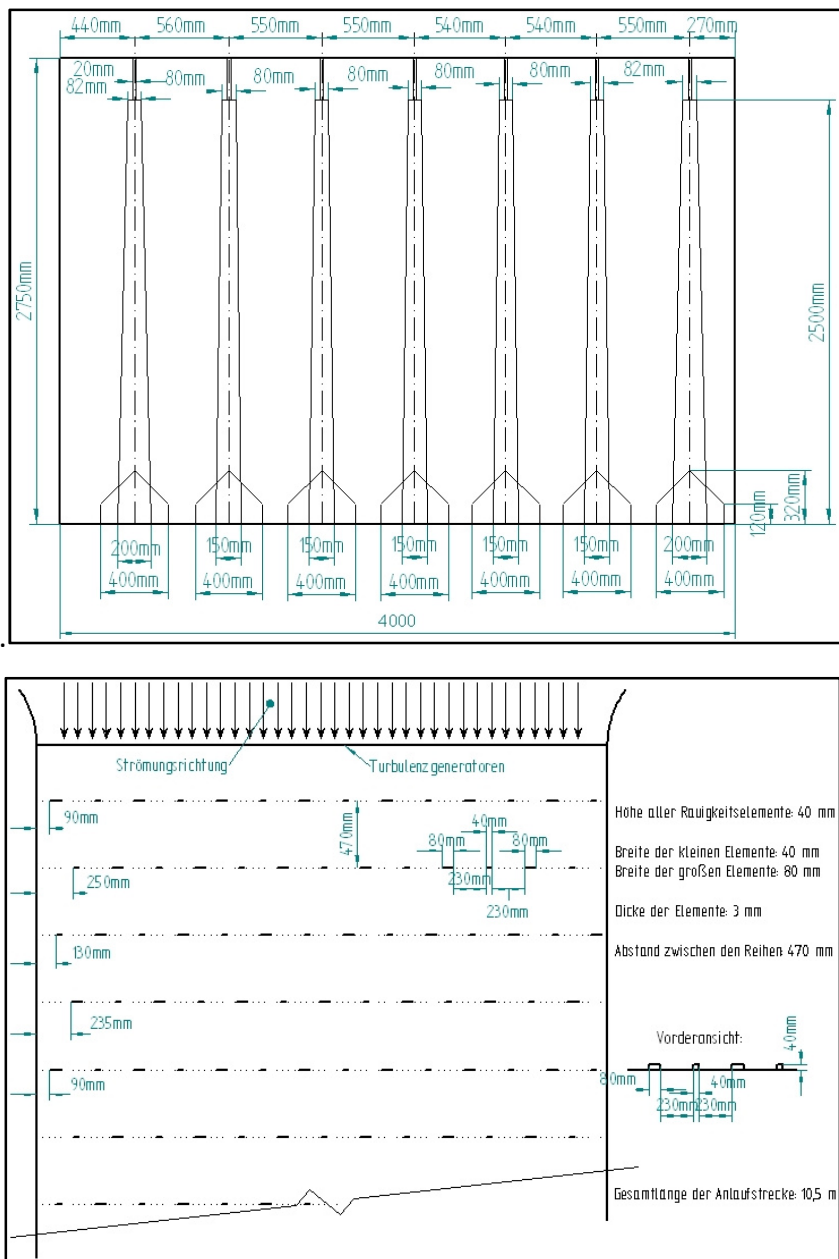 440mm 560mm 550mm 550mm 540mm 540mm 550mm 270mm
20mm
82mm 80mm 80mm 80mm 80mm 80mm 82mm
2750mm
2500mm
120mm
320mm
200mm 150mm 150mm 150mm 150mm 150mm 200mm
400mm 400mm 400mm 400mm 400mm 400mm 400mm
4000
Strömungsrichtung
Turbulenzgeneratoren
90mm
470mm
40mm
80mm 80mm
230mm
230mm
250mm
130mm
235mm
90mm
Höhe aller Rauigkeitselemente: 40 mm
Breite der kleinen Elemente: 40 mm
Breite der großen Elemente: 80 mm
Dicke der Elemente: 3 mm
Abstand zwischen den Reihen: 470 mm
Vorderansicht:
40mm
80mm 40mm
230mm 230mm
Gesamtlänge der Anlaufstrecke: 10,5 m